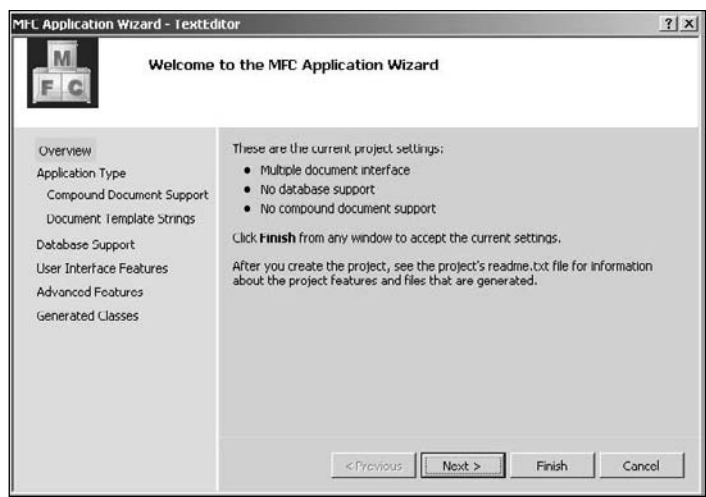 MFC Application Wizard - TextEditor
? X
M
F C
Welcome to the MFC Application Wizard
Overview
Application Type
Compound Document Support
Document Template Strings
Database Support
User Interface Features
Advanced Features
Generated Classes
These are the current project settings:
• Multiple document interface
• No database support
• No compound document support
Click Finish from any window to accept the current settings.
After you create the project, see the project's readme.txt file for information
about the project features and files that are generated.
< Previous Next > Finish Cancel